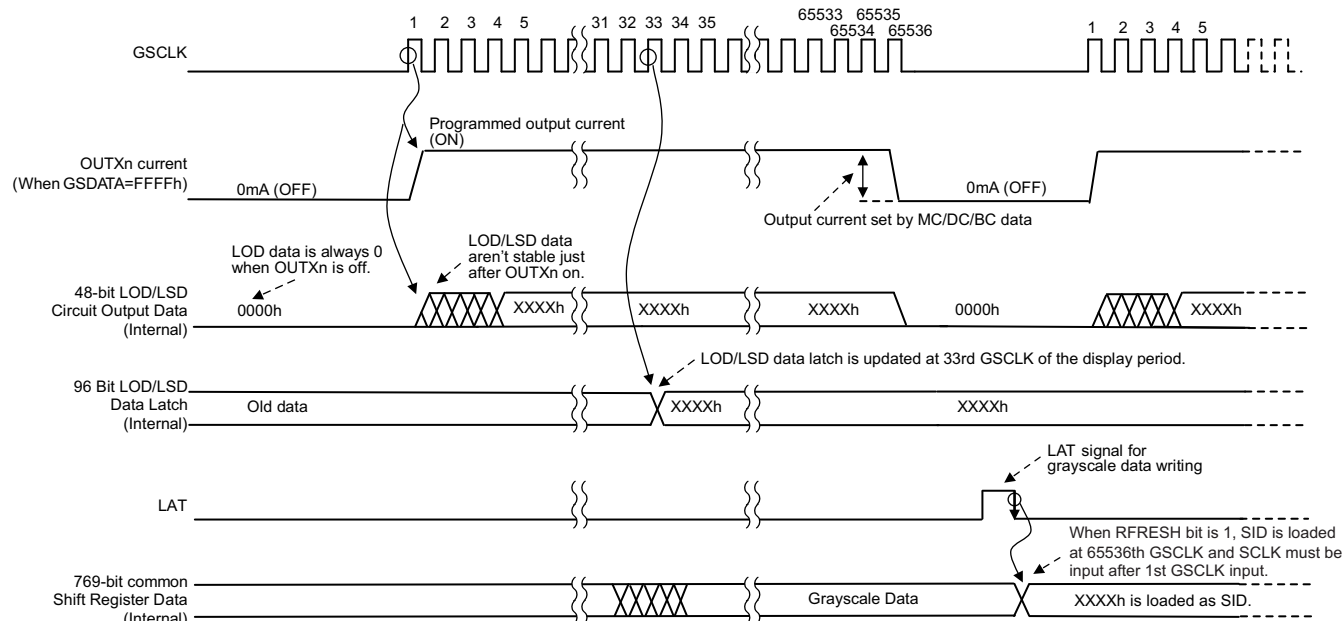 65533 65535
1 2 3 4 5 31 32 33 34 35 65534 65536 1 2 3 4 5
GSCLK
Programmed output current
(ON)
OUTXn current
(When GSDATA=FFFFh)
0mA (OFF)
0mA (OFF)
Output current set by MC/DC/BC data
LOD data is always 0
when OUTXn is off.
LOD/LSD data
aren't stable just
after OUTXn on.
48-bit LOD/LSD
Circuit Output Data
(Internal)
0000h XXXXh XXXXh XXXXh 0000h XXXXh
LOD/LSD data latch is updated at 33rd GSCLK of the display period.
96 Bit LOD/LSD
Data Latch
(Internal)
Old data XXXXh XXXXh
LAT signal for
grayscale data writing
LAT
When RFRESH bit is 1, SID is loaded
at 65536th GSCLK and SCLK must be
input after 1st GSCLK input.
769-bit common
Shift Register Data
(Internal)
Grayscale Data XXXXh is loaded as SID.